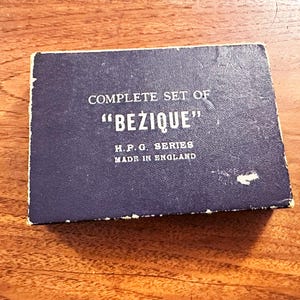 COMPLETE SET OF
"BEZIQUE"
H.P.G. SERIES
MADE IN ENGLAND